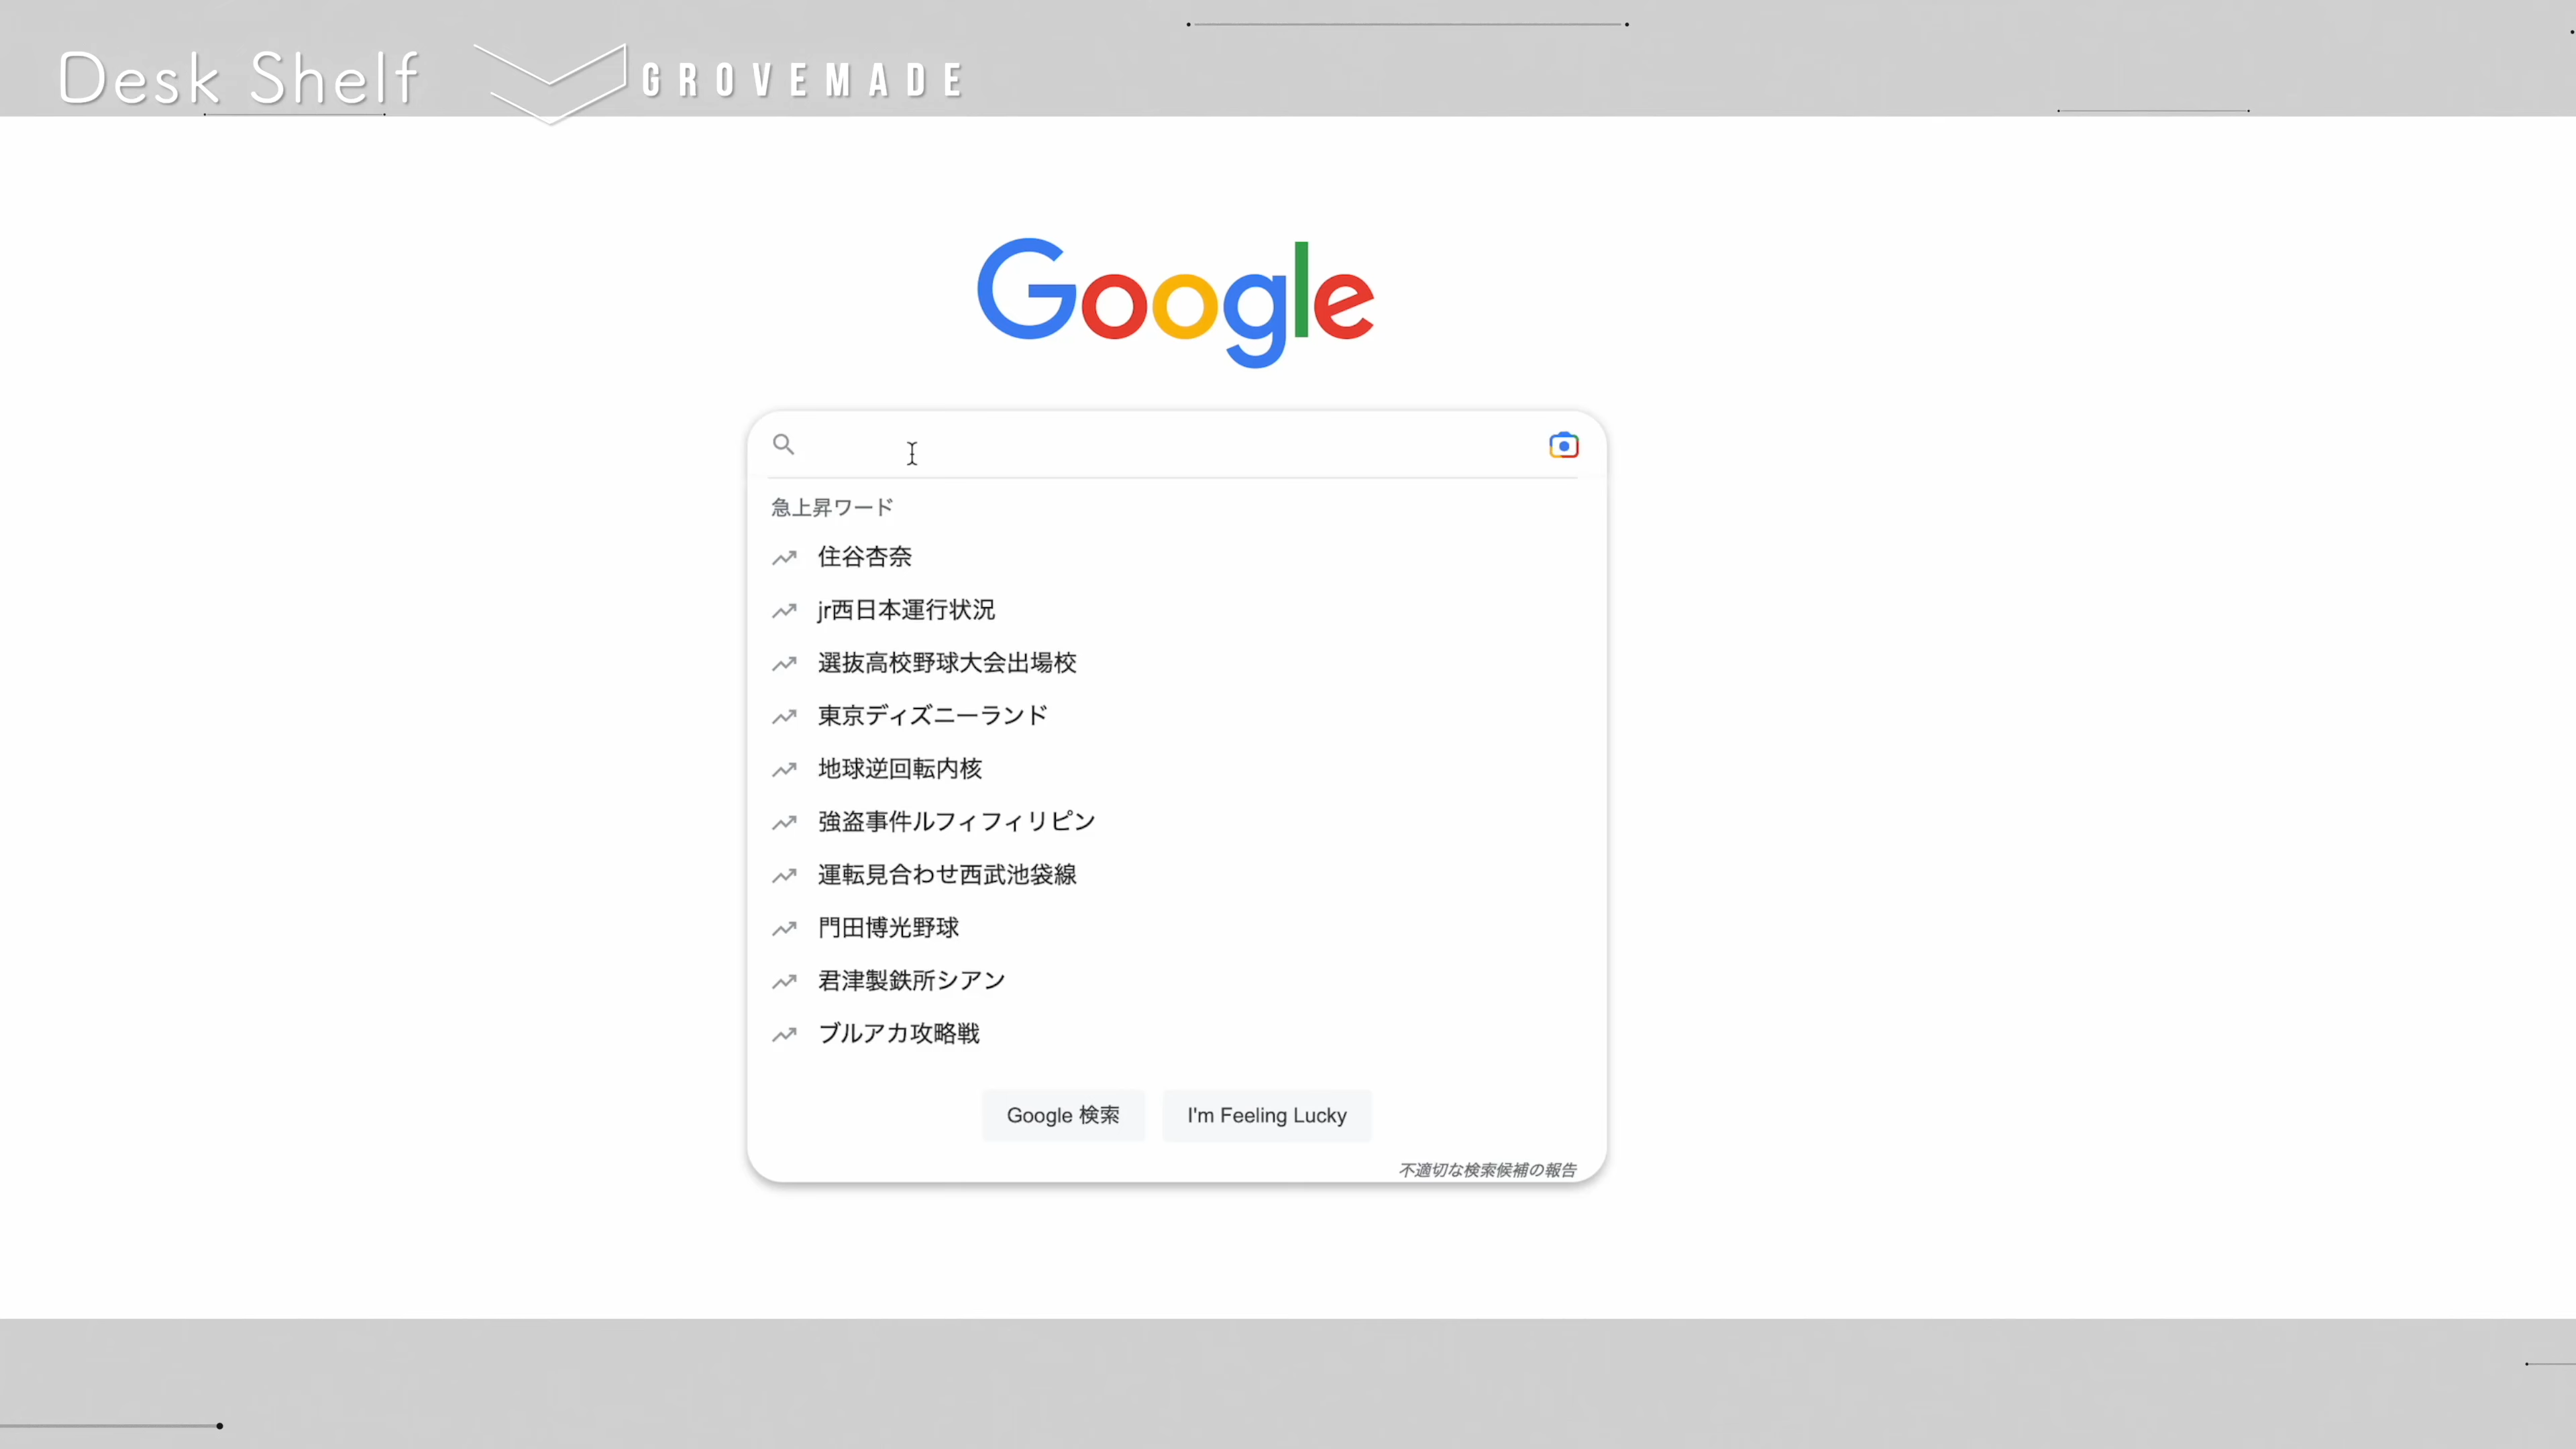 Desk Shelf GROVEMADE
Google
急上昇ワード
住谷杏奈
jr西日本運行状況
選抜高校野球大会出場校
東京ディズニーランド
地球逆回転内核
強盗事件ルフィフィリピン
運転見合わせ西武池袋線
門田博光野球
君津製鉄所シアン
ブルアカ攻略戦
Google 検索 I'm Feeling Lucky
不適切な検索候補の報告